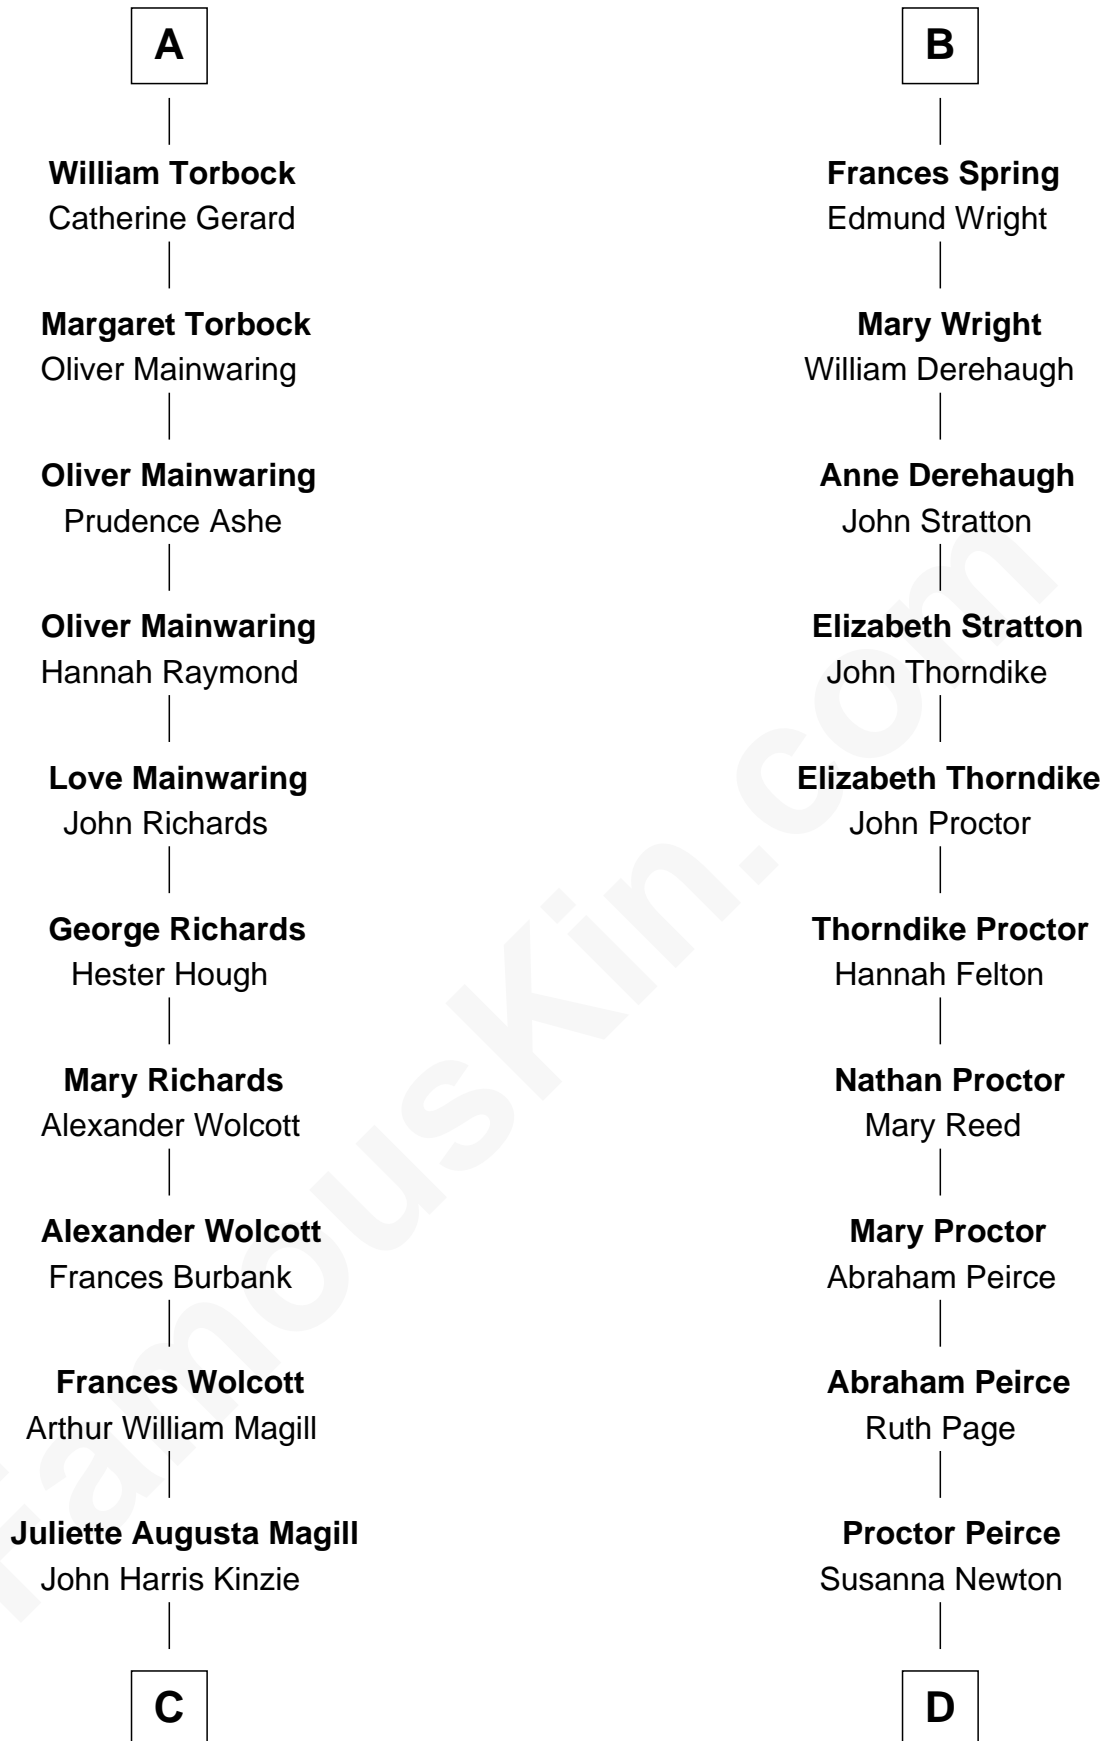 A
William Torbock
Catherine Gerard
Margaret Torbock
Oliver Mainwaring
Oliver Mainwaring
Prudence Ashe
Oliver Mainwaring
Hannah Raymond
Love Mainwaring
John Richards
George Richards
Hester Hough
Mary Richards
Alexander Wolcott
Alexander Wolcott
Frances Burbank
Frances Wolcott
Arthur William Magill
Juliette Augusta Magill
John Harris Kinzie
C
B
Frances Spring
Edmund Wright
Mary Wright
William Derehaugh
Anne Derehaugh
John Stratton
Elizabeth Stratton
John Thorndike
Elizabeth Thorndike
John Proctor
Thorndike Proctor
Hannah Felton
Nathan Proctor
Mary Reed
Mary Proctor
Abraham Peirce
Abraham Peirce
Ruth Page
Proctor Peirce
Susanna Newton
D
FamousKin.com